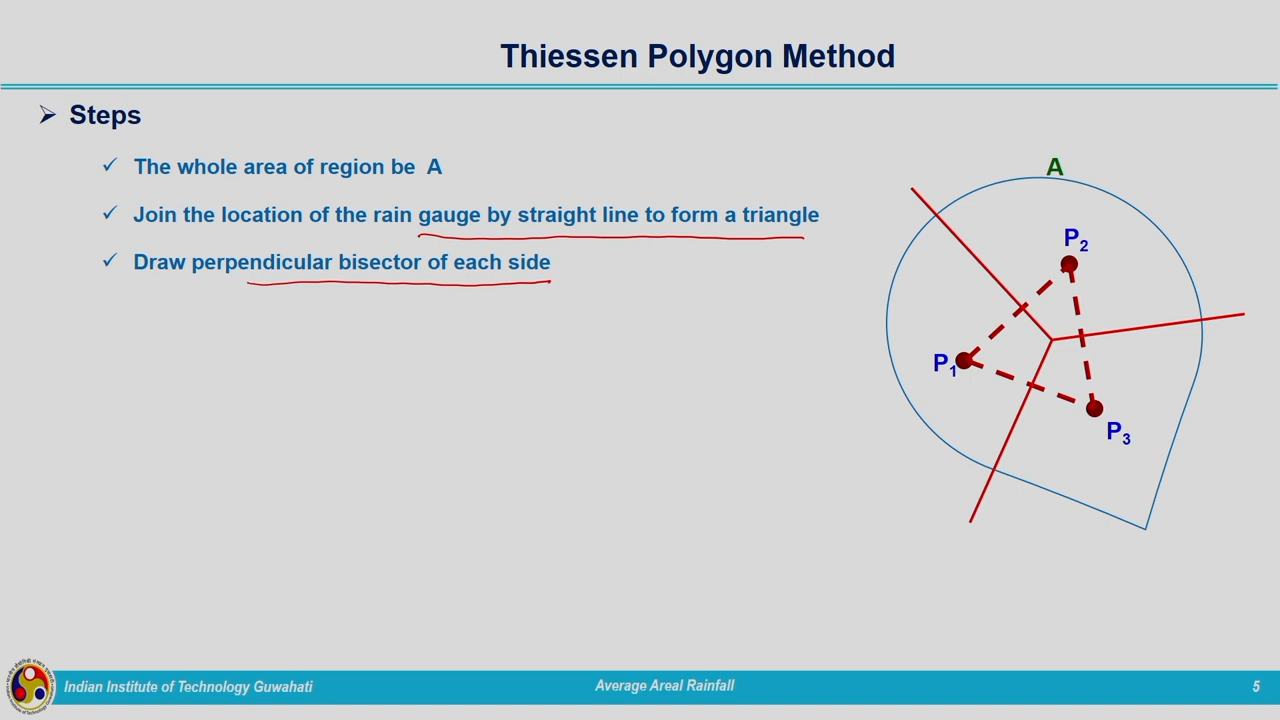 Thiessen Polygon Method
Steps
The whole area of region be A
Join the location of the rain gauge by straight line to form a triangle
Draw perpendicular bisector of each side
A
P2
P1
P3
Indian Institute of Technology Guwahati
Average Areal Rainfall
5